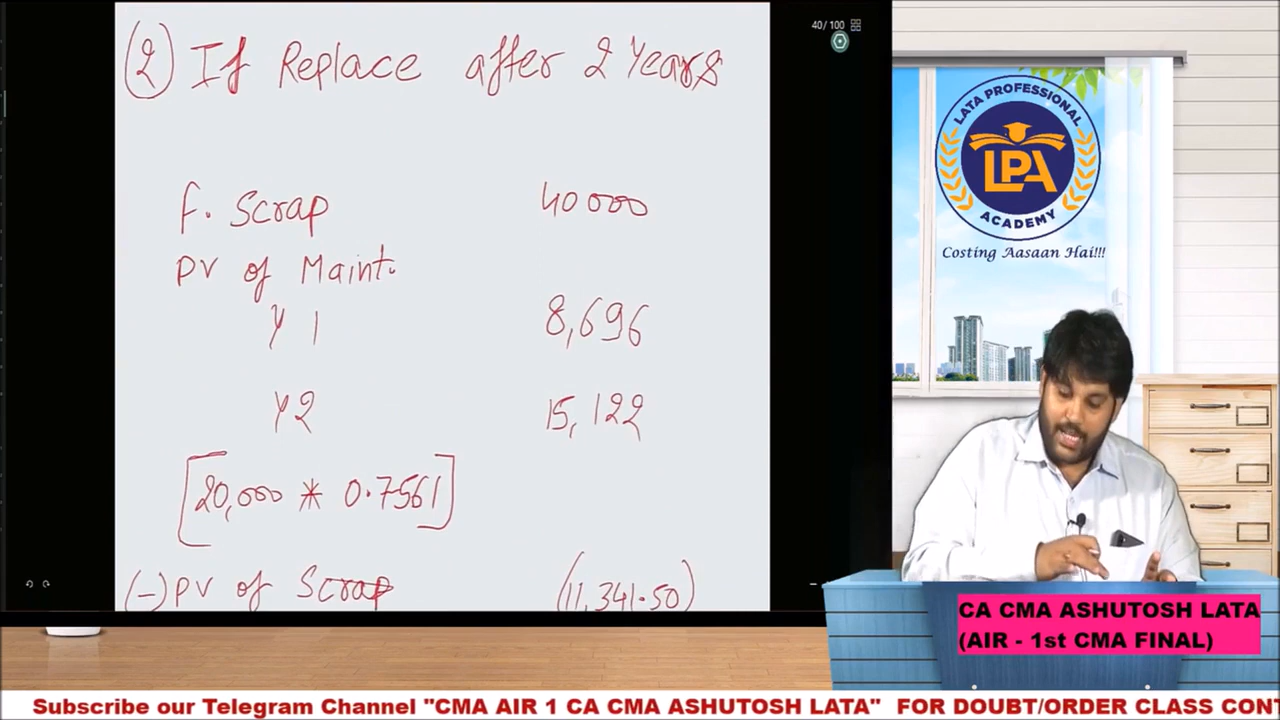 40/100
(2) If Replace after 2 Years
f. Scrap 40000
PV of Maint.
Y 1 8,696
Y2 15,122
[20,000 * 0.7561]
(-) PV of Scrap (11,341.50)
LATA PROFESSIONAL
LPA
ACADEMY
Costing Aasaan Hai!!!
CA CMA ASHUTOSH LATA
(AIR - 1st CMA FINAL)
Subscribe our Telegram Channel "CMA AIR 1 CA CMA ASHUTOSH LATA" FOR DOUBT/ORDER CLASS CON